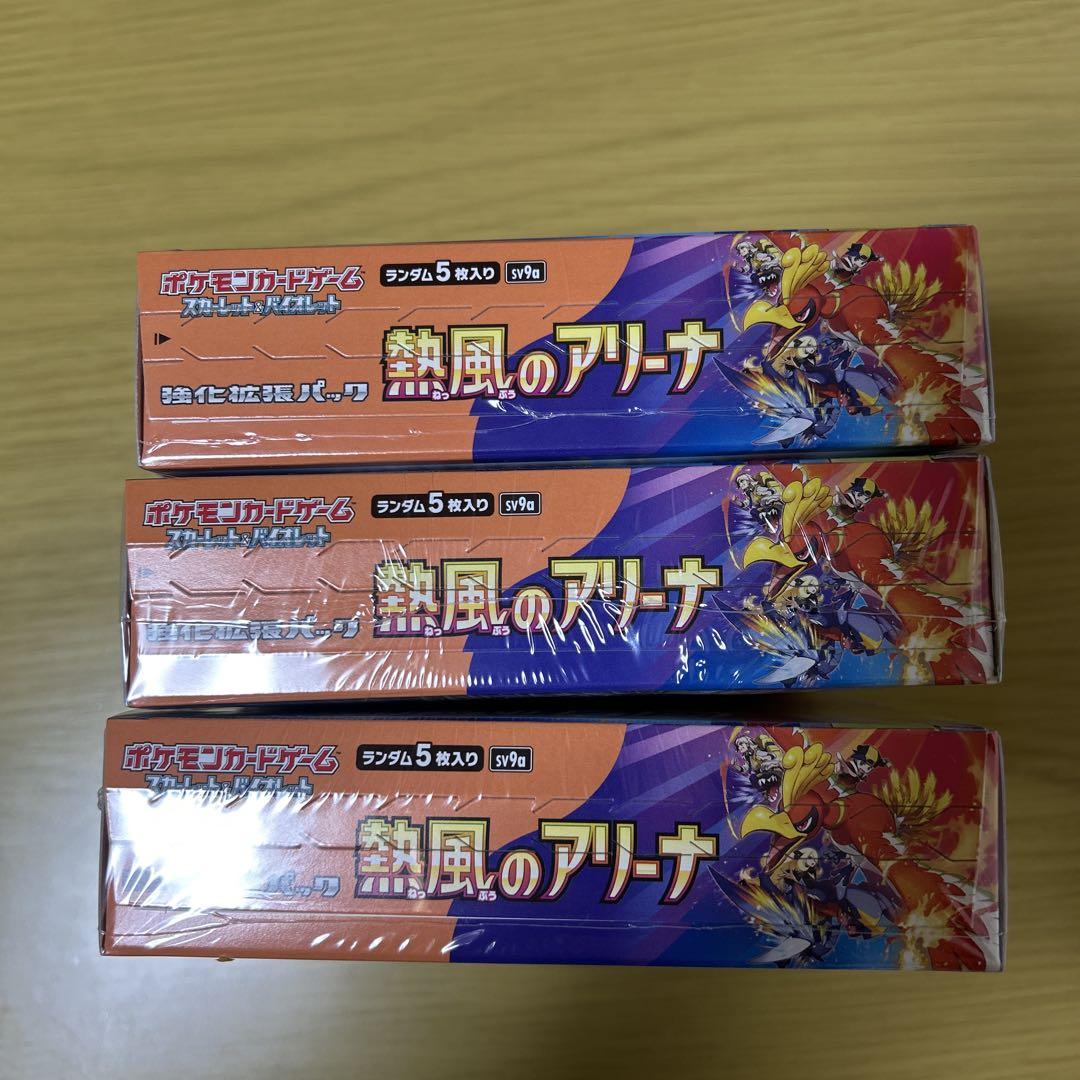 ポケモンカードゲーム™
スカーレット&バイオレット
ランダム5枚入り sv9a
強化拡張パック
熱風のアリーナ
ねっ ぷう
ポケモンカードゲーム™
スカーレット&バイオレット
ランダム5枚入り sv9a
強化拡張パック
熱風のアリーナ
ねっ ぷう
ポケモンカードゲーム™
スカーレット&バイオレット
ランダム5枚入り sv9a
パック
熱風のアリーナ
ねっ ぷう